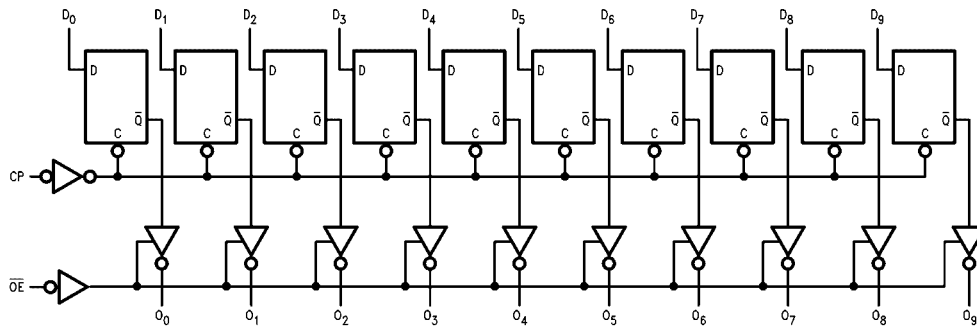 D₀ D₁ D₂ D₃ D₄ D₅ D₆ D₇ D₈ D₉
D D D D D D D D D D
Q̅ Q̅ Q̅ Q̅ Q̅ Q̅ Q̅ Q̅ Q̅ Q̅
C C C C C C C C C C
CP
O̅E̅
O₀ O₁ O₂ O₃ O₄ O₅ O₆ O₇ O₈ O₉